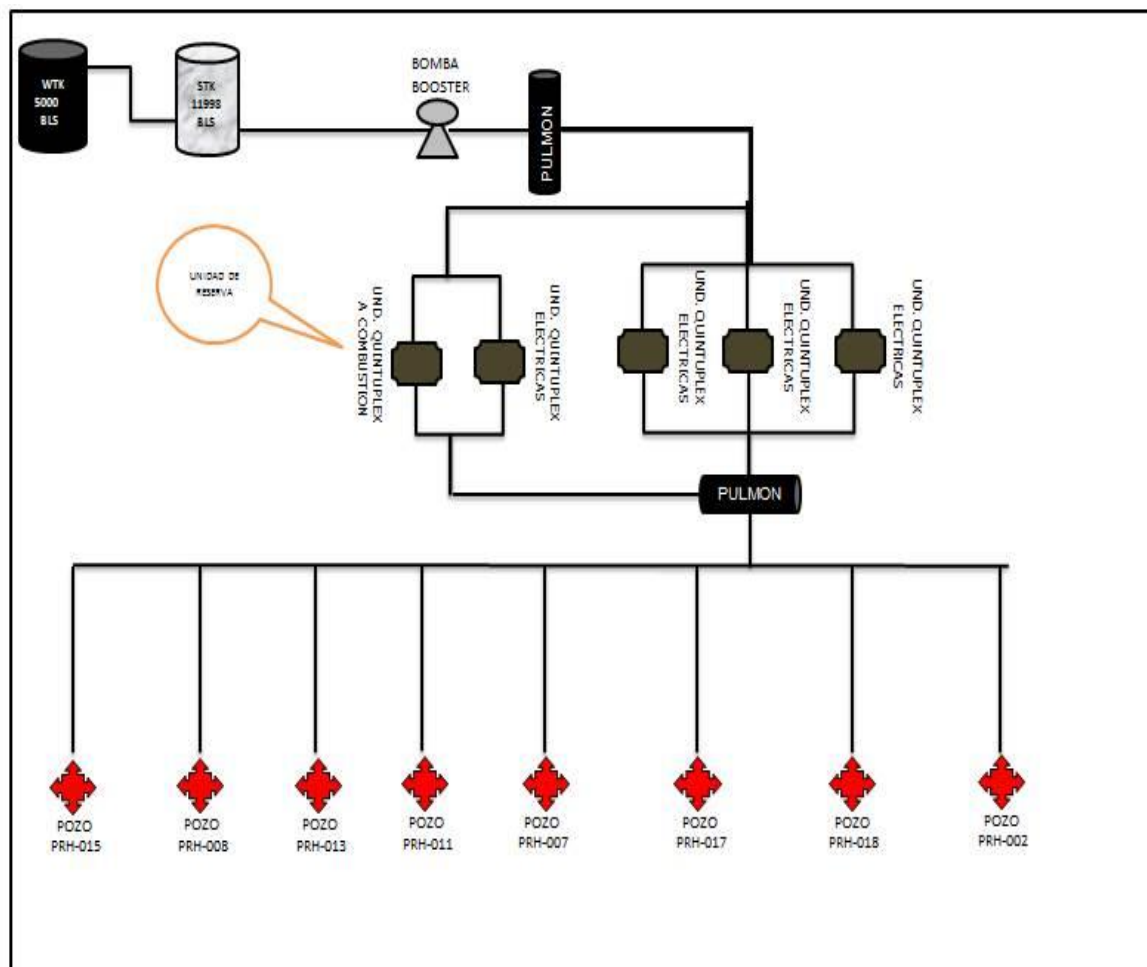 WTK
5000
BLS
STK
11998
BLS
BOMBA
BOOSTER
PULMON
UNIDAD DE
RESERVA
UND. QUINTUPLEX
A COMBUSTION
UND. QUINTUPLEX
ELECTRICAS
UND. QUINTUPLEX
ELECTRICAS
UND. QUINTUPLEX
ELECTRICAS
UND. QUINTUPLEX
ELECTRICAS
PULMON
POZO
PRH-015
POZO
PRH-008
POZO
PRH-013
POZO
PRH-011
POZO
PRH-007
POZO
PRH-017
POZO
PRH-018
POZO
PRH-002